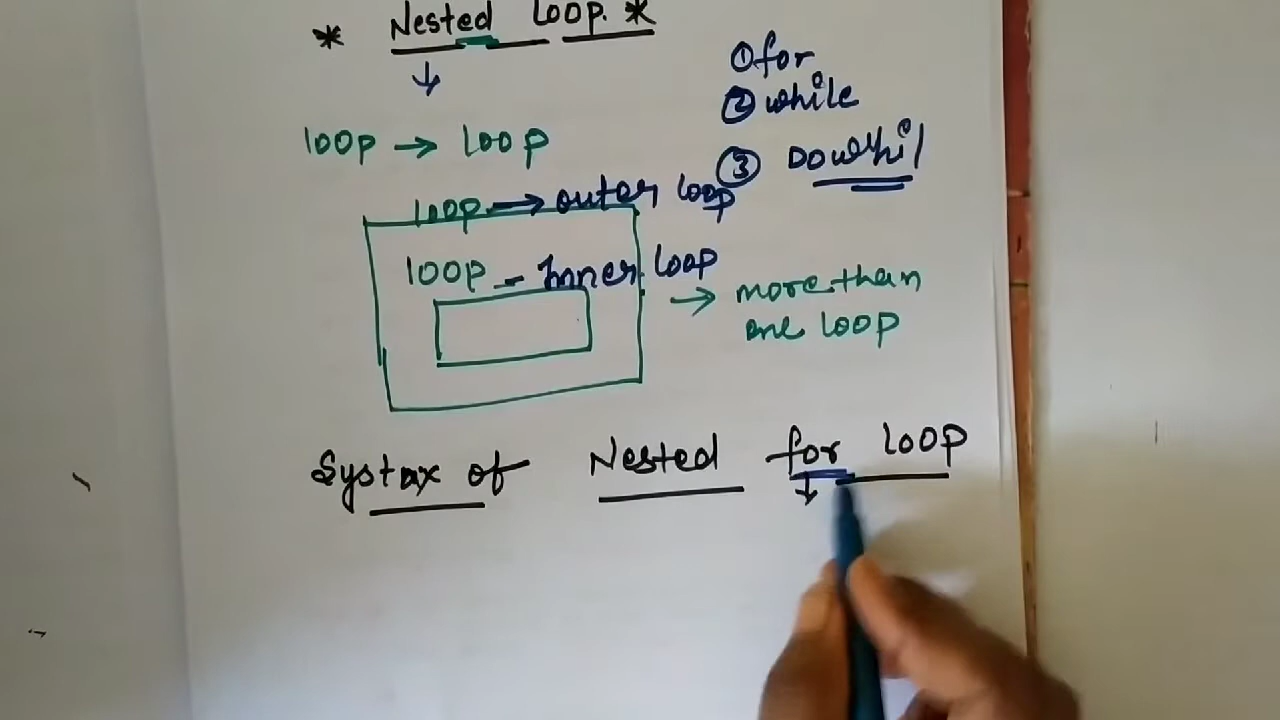 * Nested loop. *
① for
② while
③ Dowhil
loop → loop
loop → outer loop
loop - Inner loop
→ more than
one loop
Systax of Nested for loop